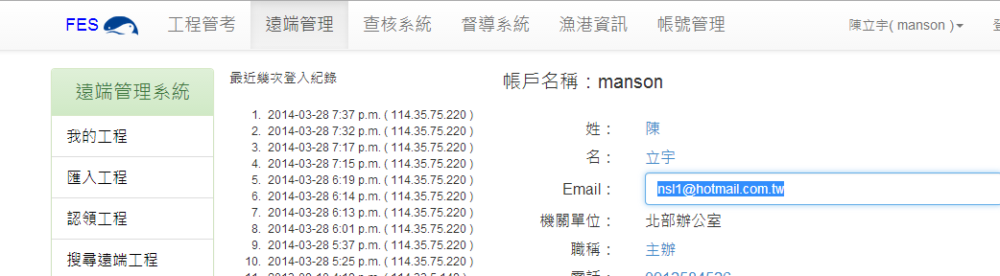 FES 工程管考 遠端管理 查核系統 督導系統 漁港資訊 帳號管理 陳立宇( manson )
遠端管理系統
我的工程
匯入工程
認領工程
搜尋遠端工程
最近幾次登入紀錄
1. 2014-03-28 7:37 p.m. ( 114.35.75.220 )
2. 2014-03-28 7:32 p.m. ( 114.35.75.220 )
3. 2014-03-28 7:17 p.m. ( 114.35.75.220 )
4. 2014-03-28 7:15 p.m. ( 114.35.75.220 )
5. 2014-03-28 6:19 p.m. ( 114.35.75.220 )
6. 2014-03-28 6:14 p.m. ( 114.35.75.220 )
7. 2014-03-28 6:13 p.m. ( 114.35.75.220 )
8. 2014-03-28 6:01 p.m. ( 114.35.75.220 )
9. 2014-03-28 5:37 p.m. ( 114.35.75.220 )
10. 2014-03-28 5:25 p.m. ( 114.35.75.220 )
帳戶名稱：manson
姓： 陳
名： 立宇
Email： nsl1@hotmail.com.tw
機關單位： 北部辦公室
職稱： 主辦